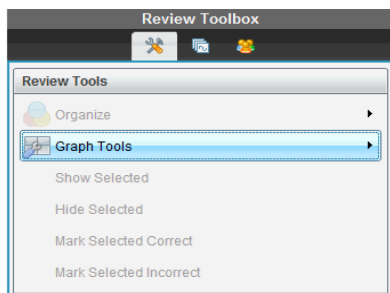 Review Toolbox
Review Tools
Organize
Graph Tools
Show Selected
Hide Selected
Mark Selected Correct
Mark Selected Incorrect